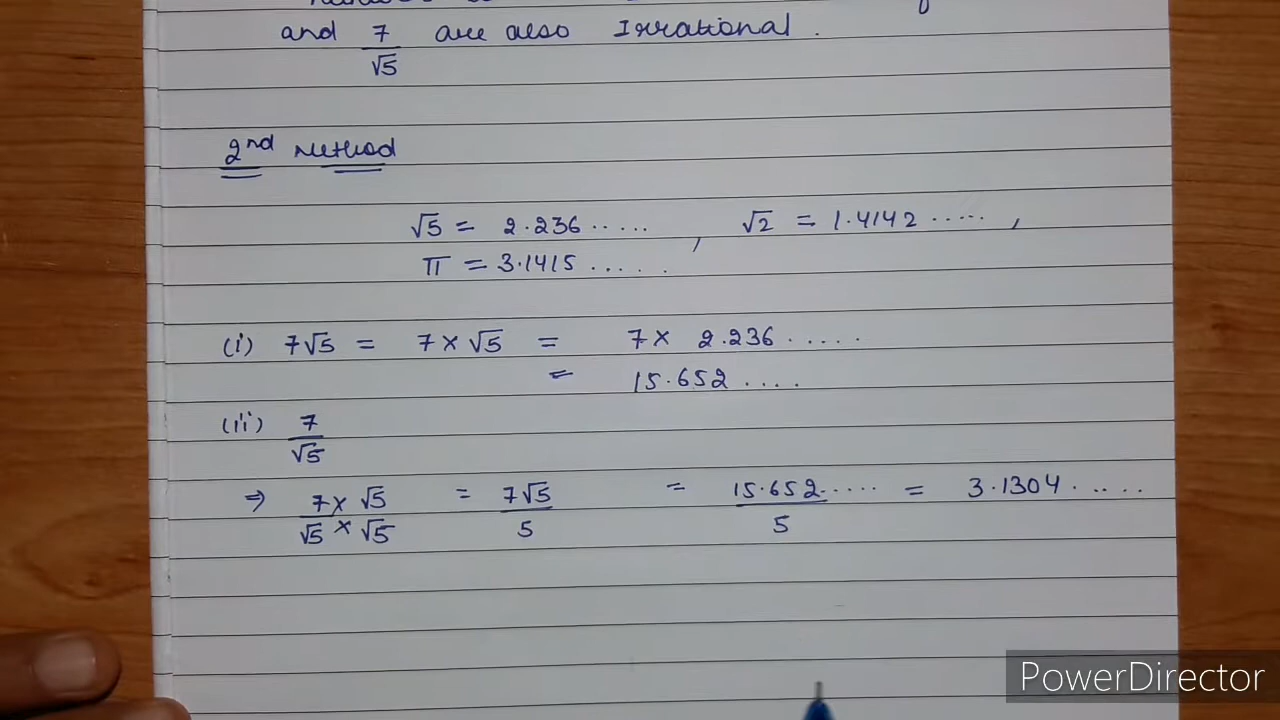 and 7/√5 are also Irrational .
2nd Method
√5 = 2.236 ..... , √2 = 1.4142 ..... ,
π = 3.1415 ......
(i) 7√5 = 7 × √5 = 7 × 2.236 .....
= 15.652 ....
(ii) 7/√5
⇒ 7 × √5 / √5 × √5 = 7√5 / 5 = 15.652..... / 5 = 3.1304 ......
PowerDirector